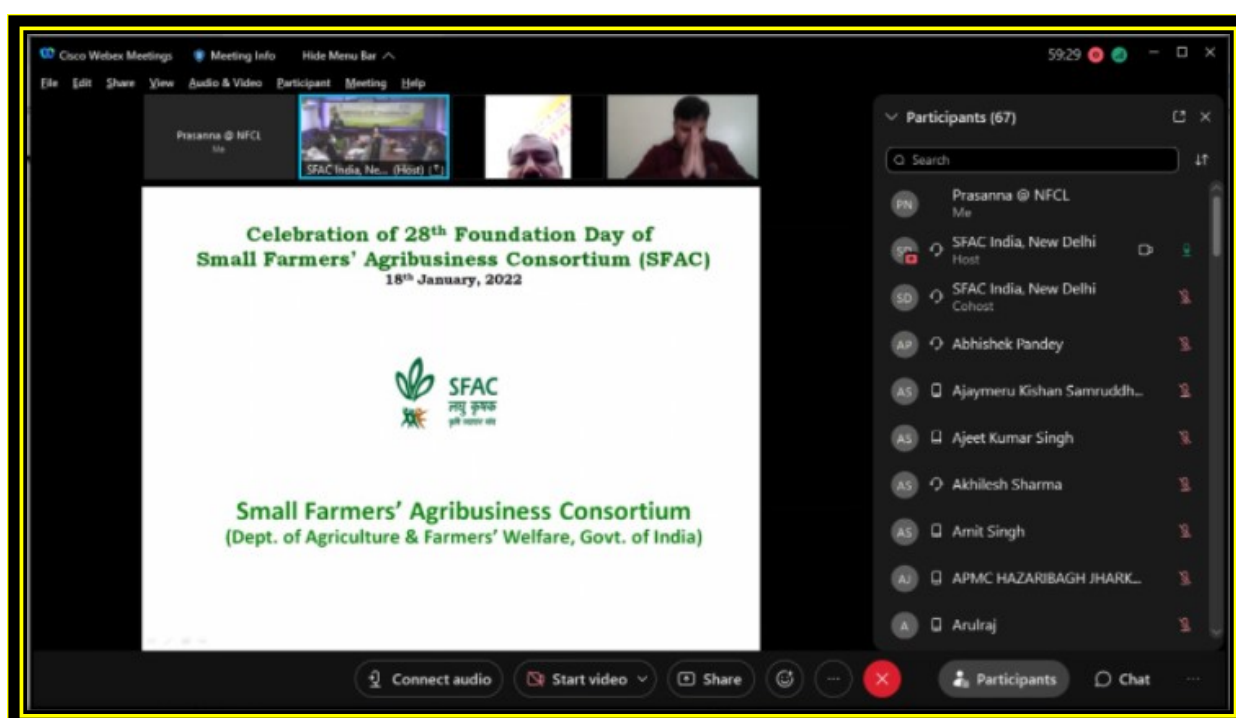 Cisco Webex Meetings Meeting Info Hide Menu Bar 59:29
File Edit Share View Audio & Video Participant Meeting Help
Prasanna @ NFCL
Me
SFAC India, Ne... (Host)
Celebration of 28th Foundation Day of
Small Farmers' Agribusiness Consortium (SFAC)
18th January, 2022
SFAC
लघु कृषक
कृषि व्यापार संघ
Small Farmers' Agribusiness Consortium
(Dept. of Agriculture & Farmers' Welfare, Govt. of India)
Participants (67)
Search
PN Prasanna @ NFCL
Me
SFAC India, New Delhi
Host
SD SFAC India, New Delhi
Cohost
AP Abhishek Pandey
AS Ajaymeru Kishan Samruddh...
AS Ajeet Kumar Singh
AS Akhilesh Sharma
AS Amit Singh
AJ APMC HAZARIBAGH JHARK...
A Arulraj
Connect audio Start video Share Participants Chat